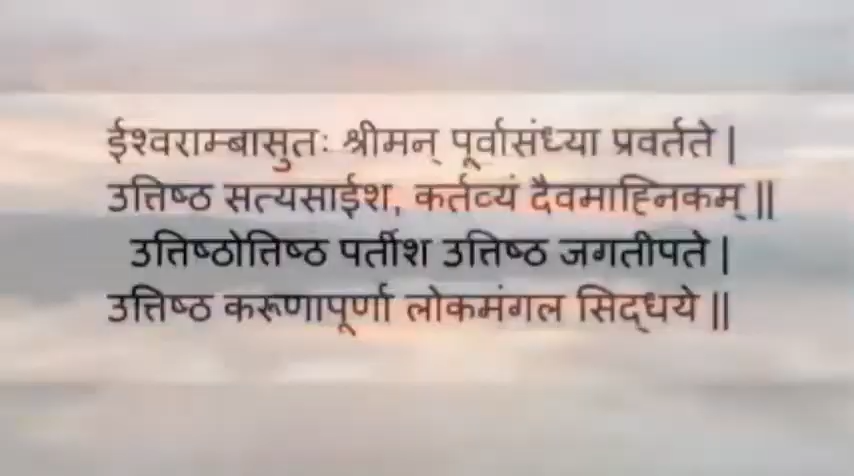 ईश्वराम्बासुतः श्रीमन् पूर्वासंध्या प्रवर्तते |
उत्तिष्ठ सत्यसाईश, कर्तव्यं दैवमाह्निकम् ||
उत्तिष्ठोत्तिष्ठ पर्तीश उत्तिष्ठ जगतीपते |
उत्तिष्ठ करूणापूर्णा लोकमंगल सिद्धये ||